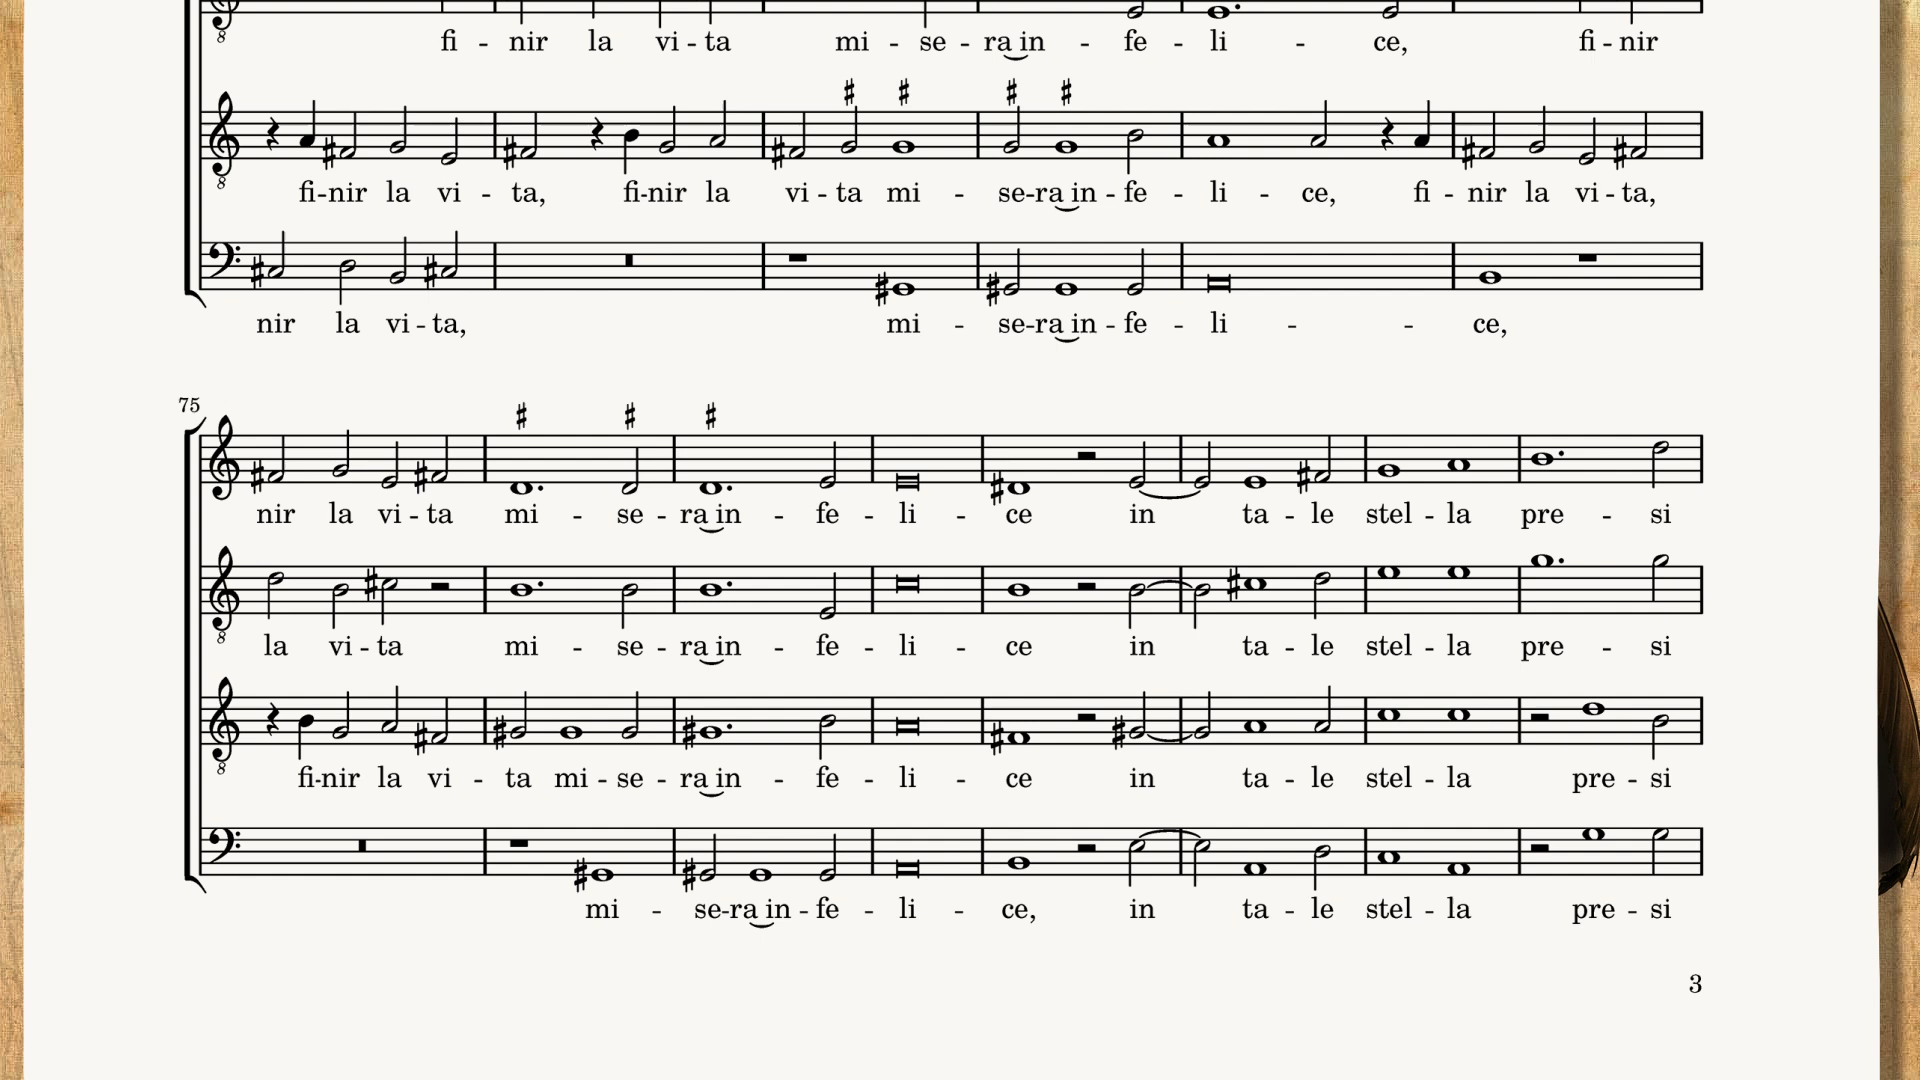 fi - nir la vi - ta mi - se - ra in - fe - li - ce, fi - nir
fi - nir la vi - ta, fi - nir la vi - ta mi - se - ra in - fe - li - ce, fi - nir la vi - ta,
nir la vi - ta, mi - se - ra in - fe - li - - ce,
75
nir la vi - ta mi - se - ra in - fe - li - ce in ta - le stel - la pre - si
la vi - ta mi - se - ra in - fe - li - ce in ta - le stel - la pre - si
fi - nir la vi - ta mi - se - ra in - fe - li - ce in ta - le stel - la pre - si
mi - se - ra in - fe - li - ce, in ta - le stel - la pre - si
3